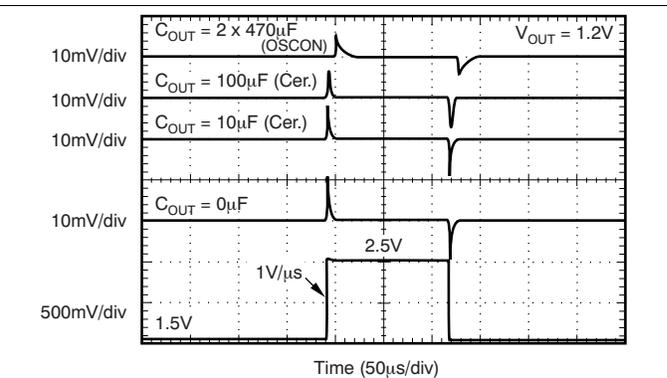 C_OUT = 2 x 470μF
(OSCON)
V_OUT = 1.2V
10mV/div
C_OUT = 100μF (Cer.)
10mV/div
C_OUT = 10μF (Cer.)
10mV/div
C_OUT = 0μF
10mV/div
2.5V
1V/μs
500mV/div
1.5V
Time (50μs/div)